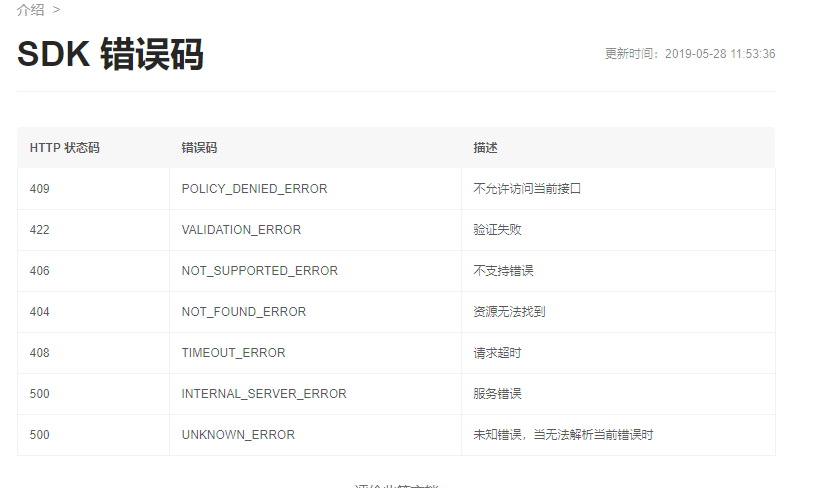 介绍 >
SDK 错误码
更新时间：2019-05-28 11:53:36
HTTP 状态码 错误码 描述
409 POLICY_DENIED_ERROR 不允许访问当前接口
422 VALIDATION_ERROR 验证失败
406 NOT_SUPPORTED_ERROR 不支持错误
404 NOT_FOUND_ERROR 资源无法找到
408 TIMEOUT_ERROR 请求超时
500 INTERNAL_SERVER_ERROR 服务错误
500 UNKNOWN_ERROR 未知错误，当无法解析当前错误时